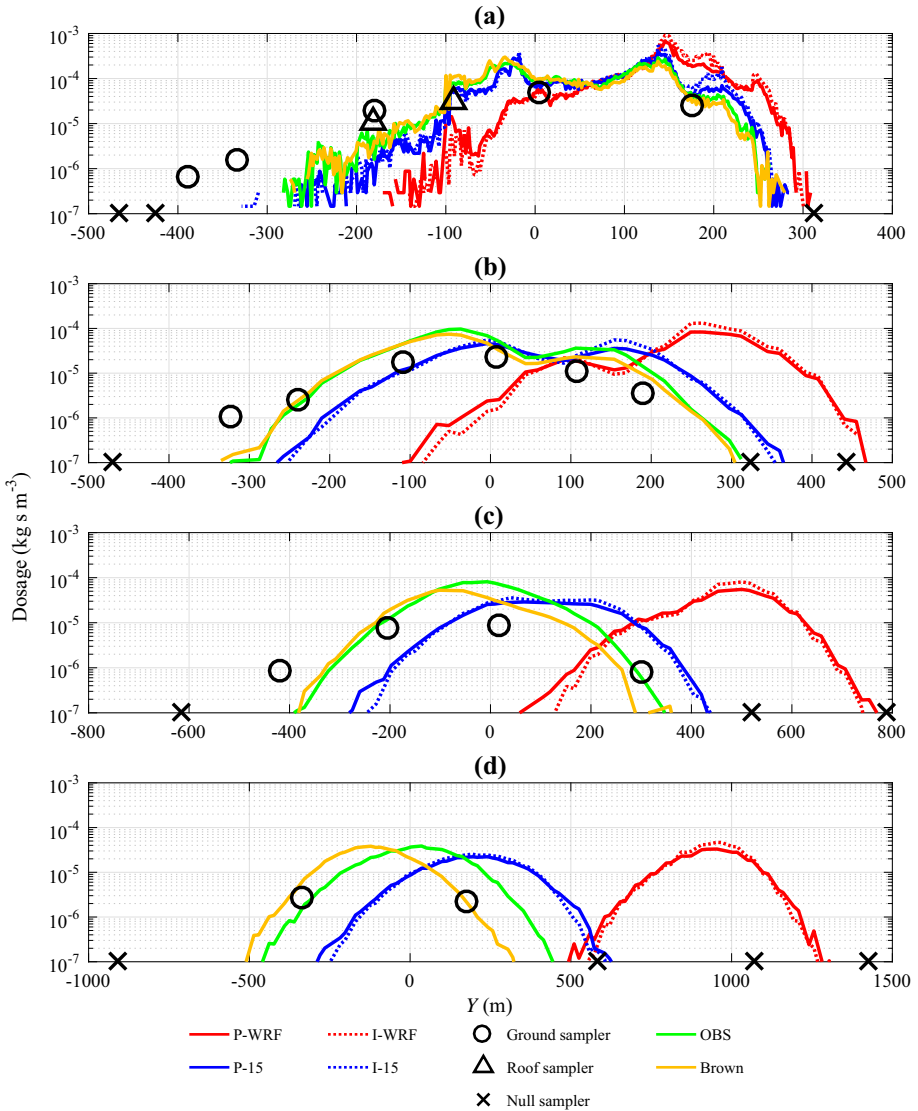 (a)
10-3
10-4
10-5
10-6
10-7
-500 -400 -300 -200 -100 0 100 200 300 400
(b)
10-3
10-4
10-5
10-6
10-7
-500 -400 -300 -200 -100 0 100 200 300 400 500
Dosage (kg s m-3)
(c)
10-3
10-4
10-5
10-6
10-7
-800 -600 -400 -200 0 200 400 600 800
(d)
10-3
10-4
10-5
10-6
10-7
-1000 -500 0 500 1000 1500
Y (m)
P-WRF I-WRF Ground sampler OBS
P-15 I-15 Roof sampler Brown
Null sampler